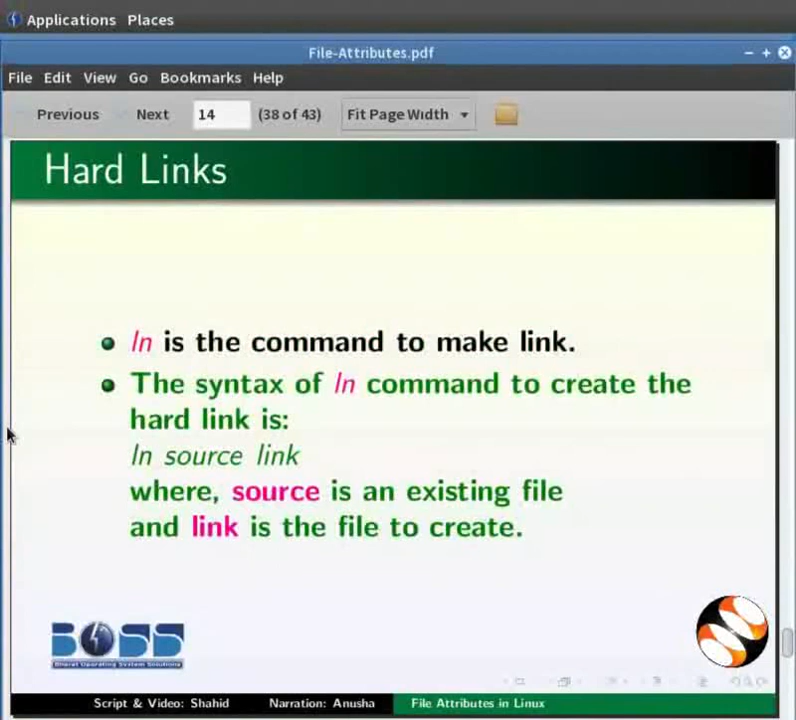 Applications Places
File-Attributes.pdf
File Edit View Go Bookmarks Help
Previous Next 14 (38 of 43) Fit Page Width
Hard Links
ln is the command to make link.
The syntax of ln command to create the
hard link is:
ln source link
where, source is an existing file
and link is the file to create.
BOSS
Bharat Operating System Solutions
Script & Video: Shahid Narration: Anusha File Attributes in Linux